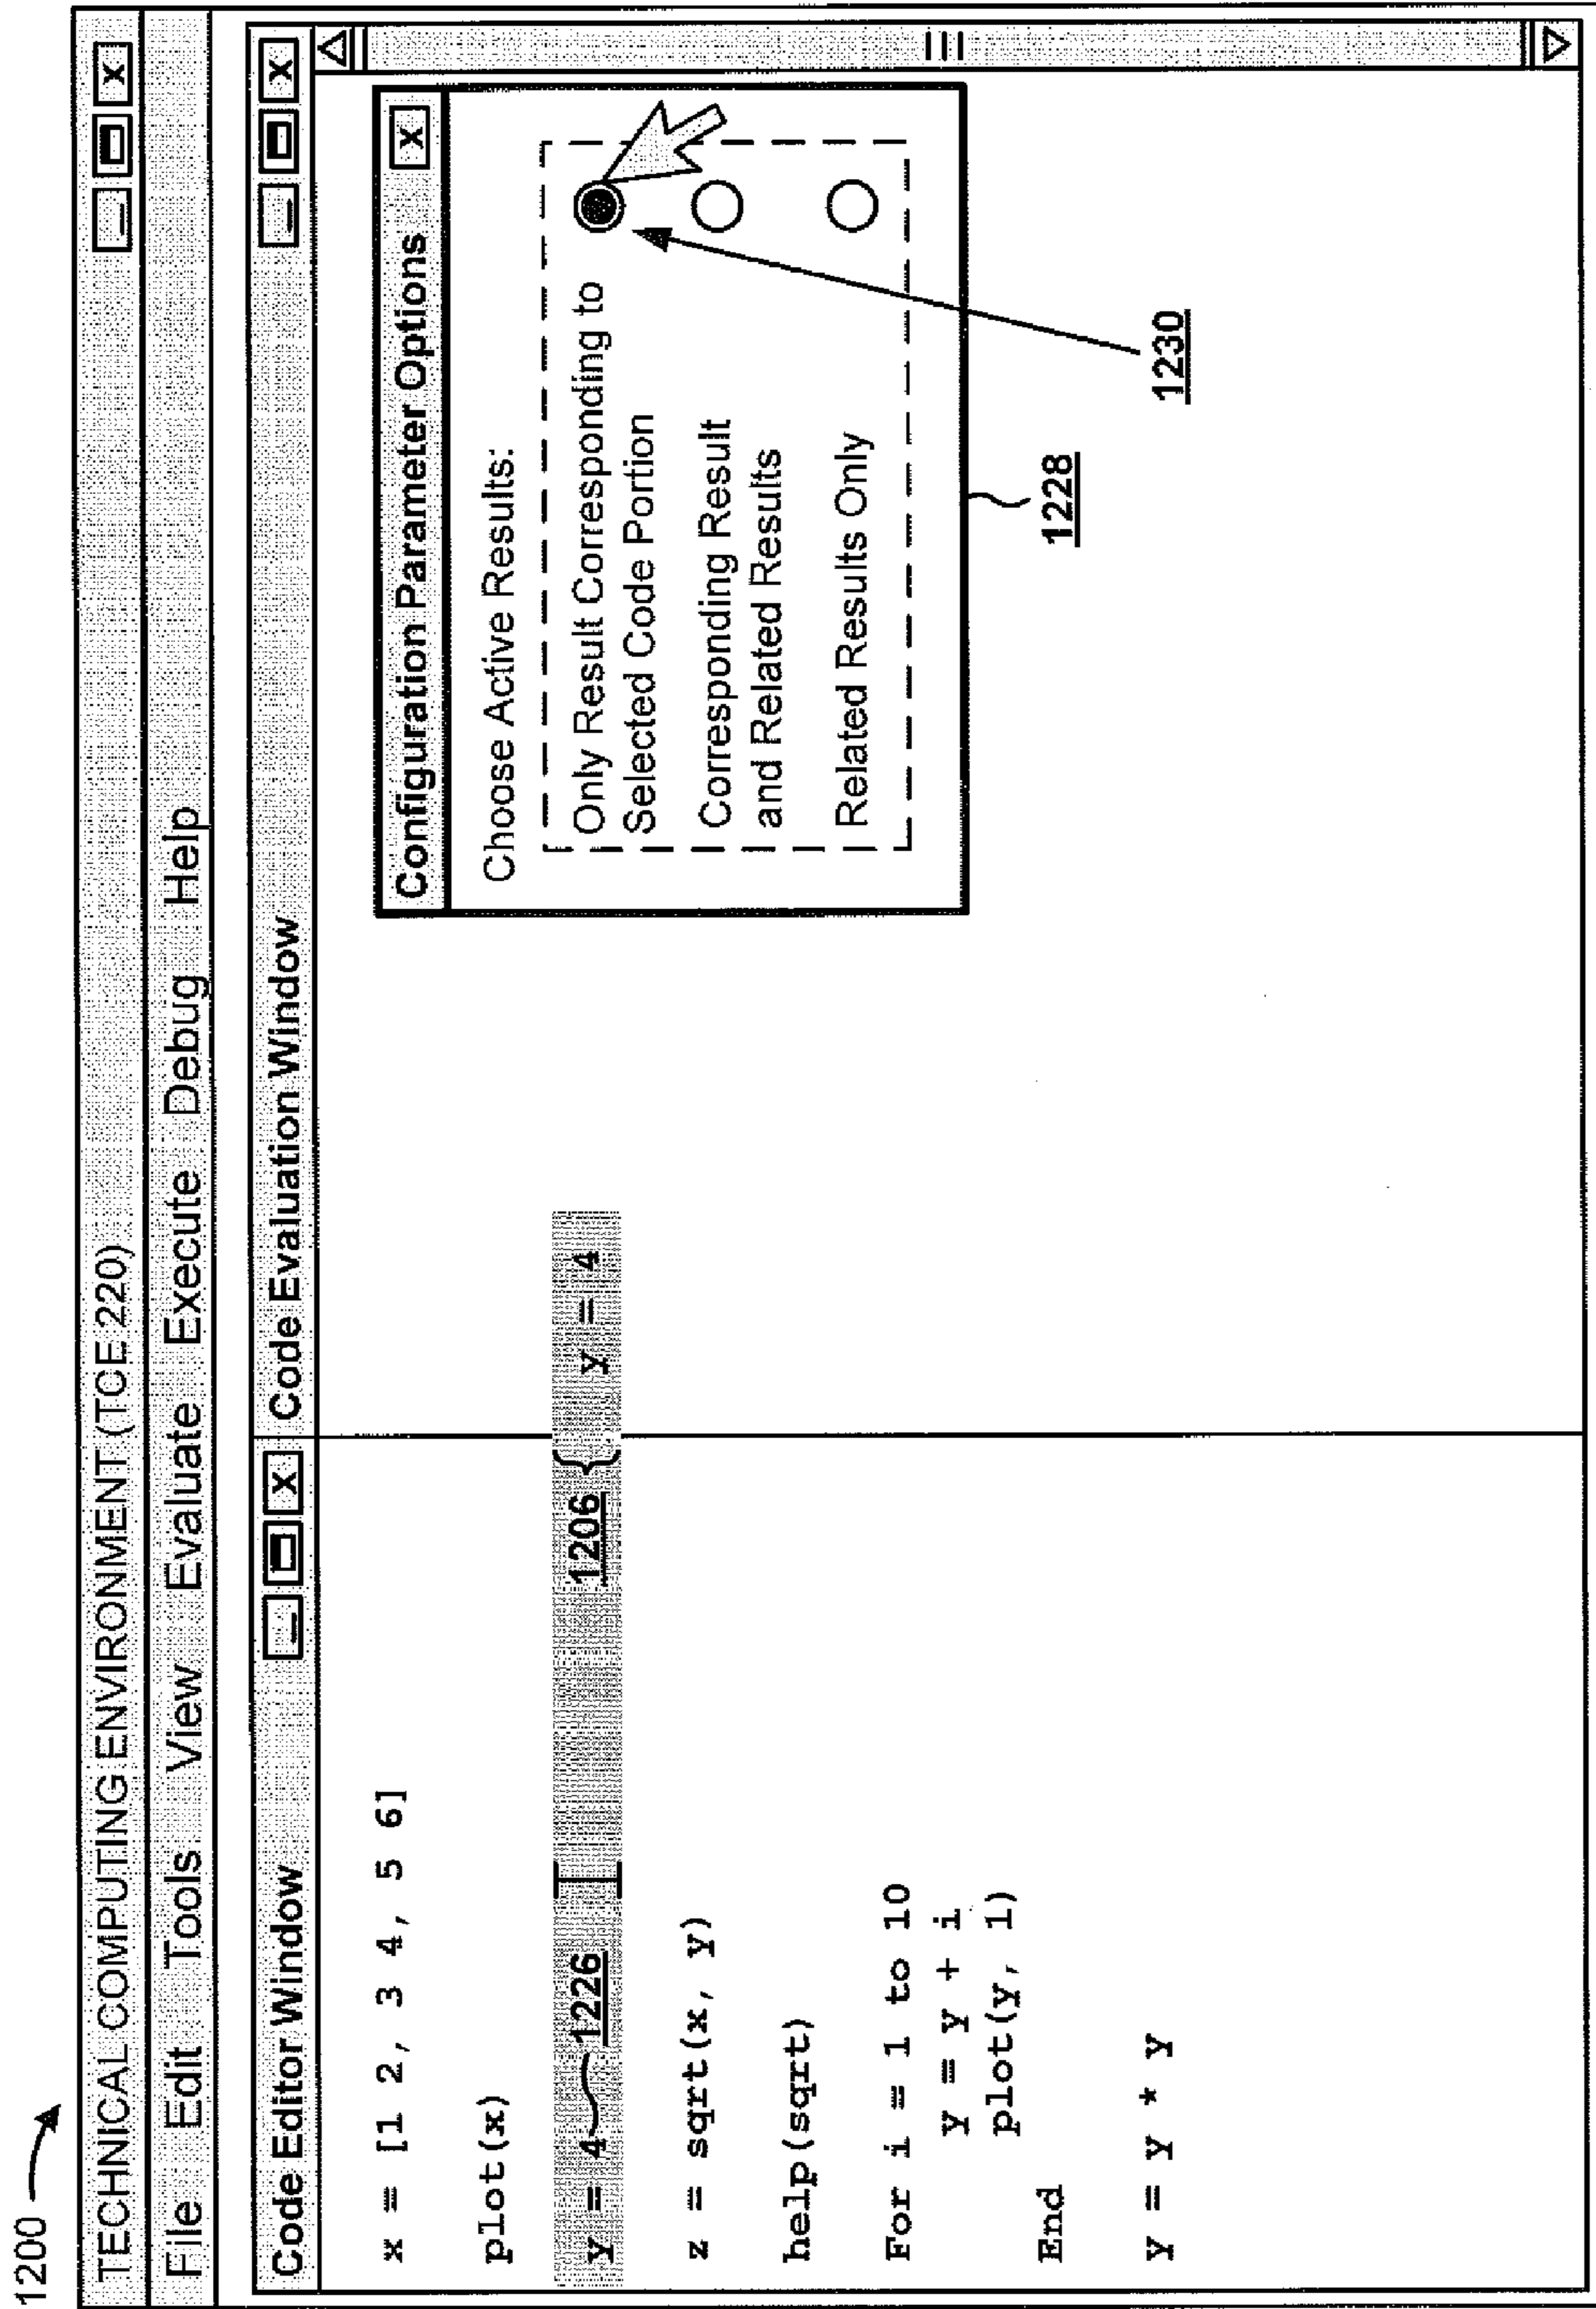 1200
TECHNICAL COMPUTING ENVIRONMENT (TCE 220)
File Edit Tools View Evaluate Execute Debug Help
Code Editor Window
x = [1 2, 3 4, 5 6]
plot(x)
y = 4 1226
z = sqrt(x, y)
help(sqrt)
For i = 1 to 10
y = y + i
plot(y, 1)
End
y = y * y
Code Evaluation Window
1206 { y = 4
Configuration Parameter Options
Choose Active Results:
Only Result Corresponding to
Selected Code Portion
Corresponding Result
and Related Results
Related Results Only
1228
1230